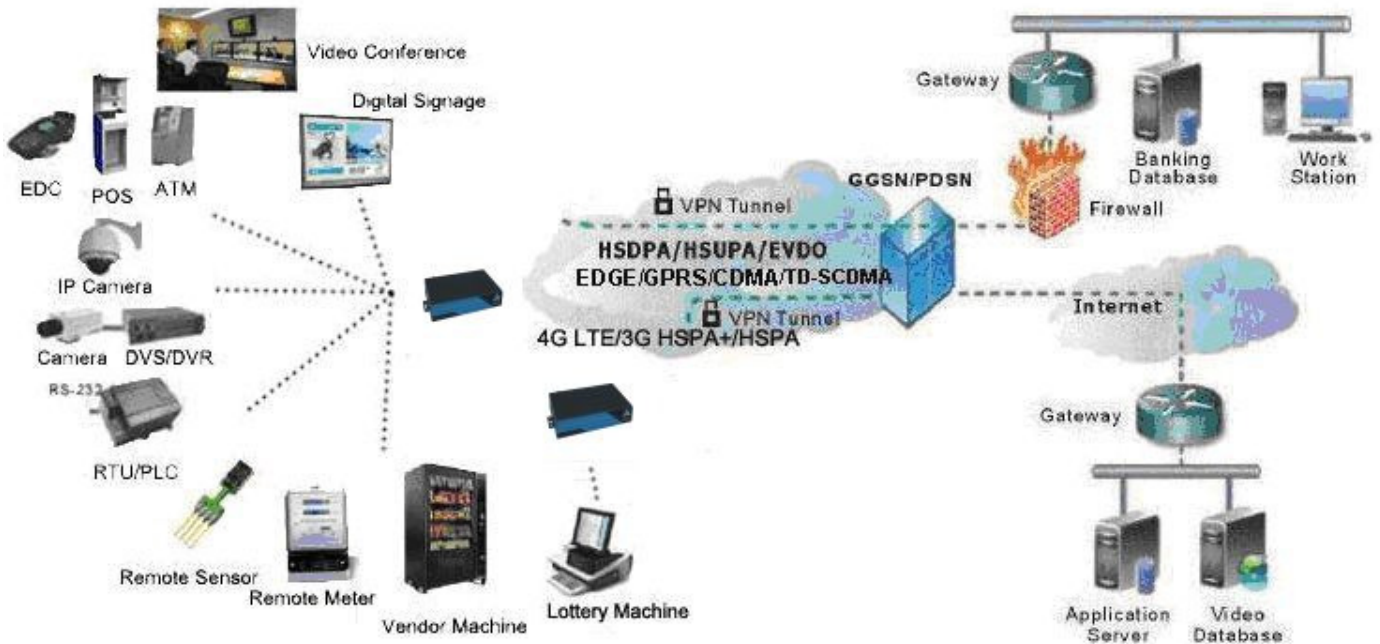 Video Conference
Digital Signage
EDC
POS
ATM
IP Camera
Camera
DVS/DVR
RS-232
RTU/PLC
Remote Sensor
Remote Meter
Vendor Machine
Lottery Machine
VPN Tunnel
HSDPA/HSUPA/EVDO
EDGE/GPRS/CDMA/TD-SCDMA
VPN Tunnel
4G LTE/3G HSPA+/HSPA
GGSN/PDSN
Gateway
Firewall
Banking
Database
Work
Station
Internet
Gateway
Application
Server
Video
Database